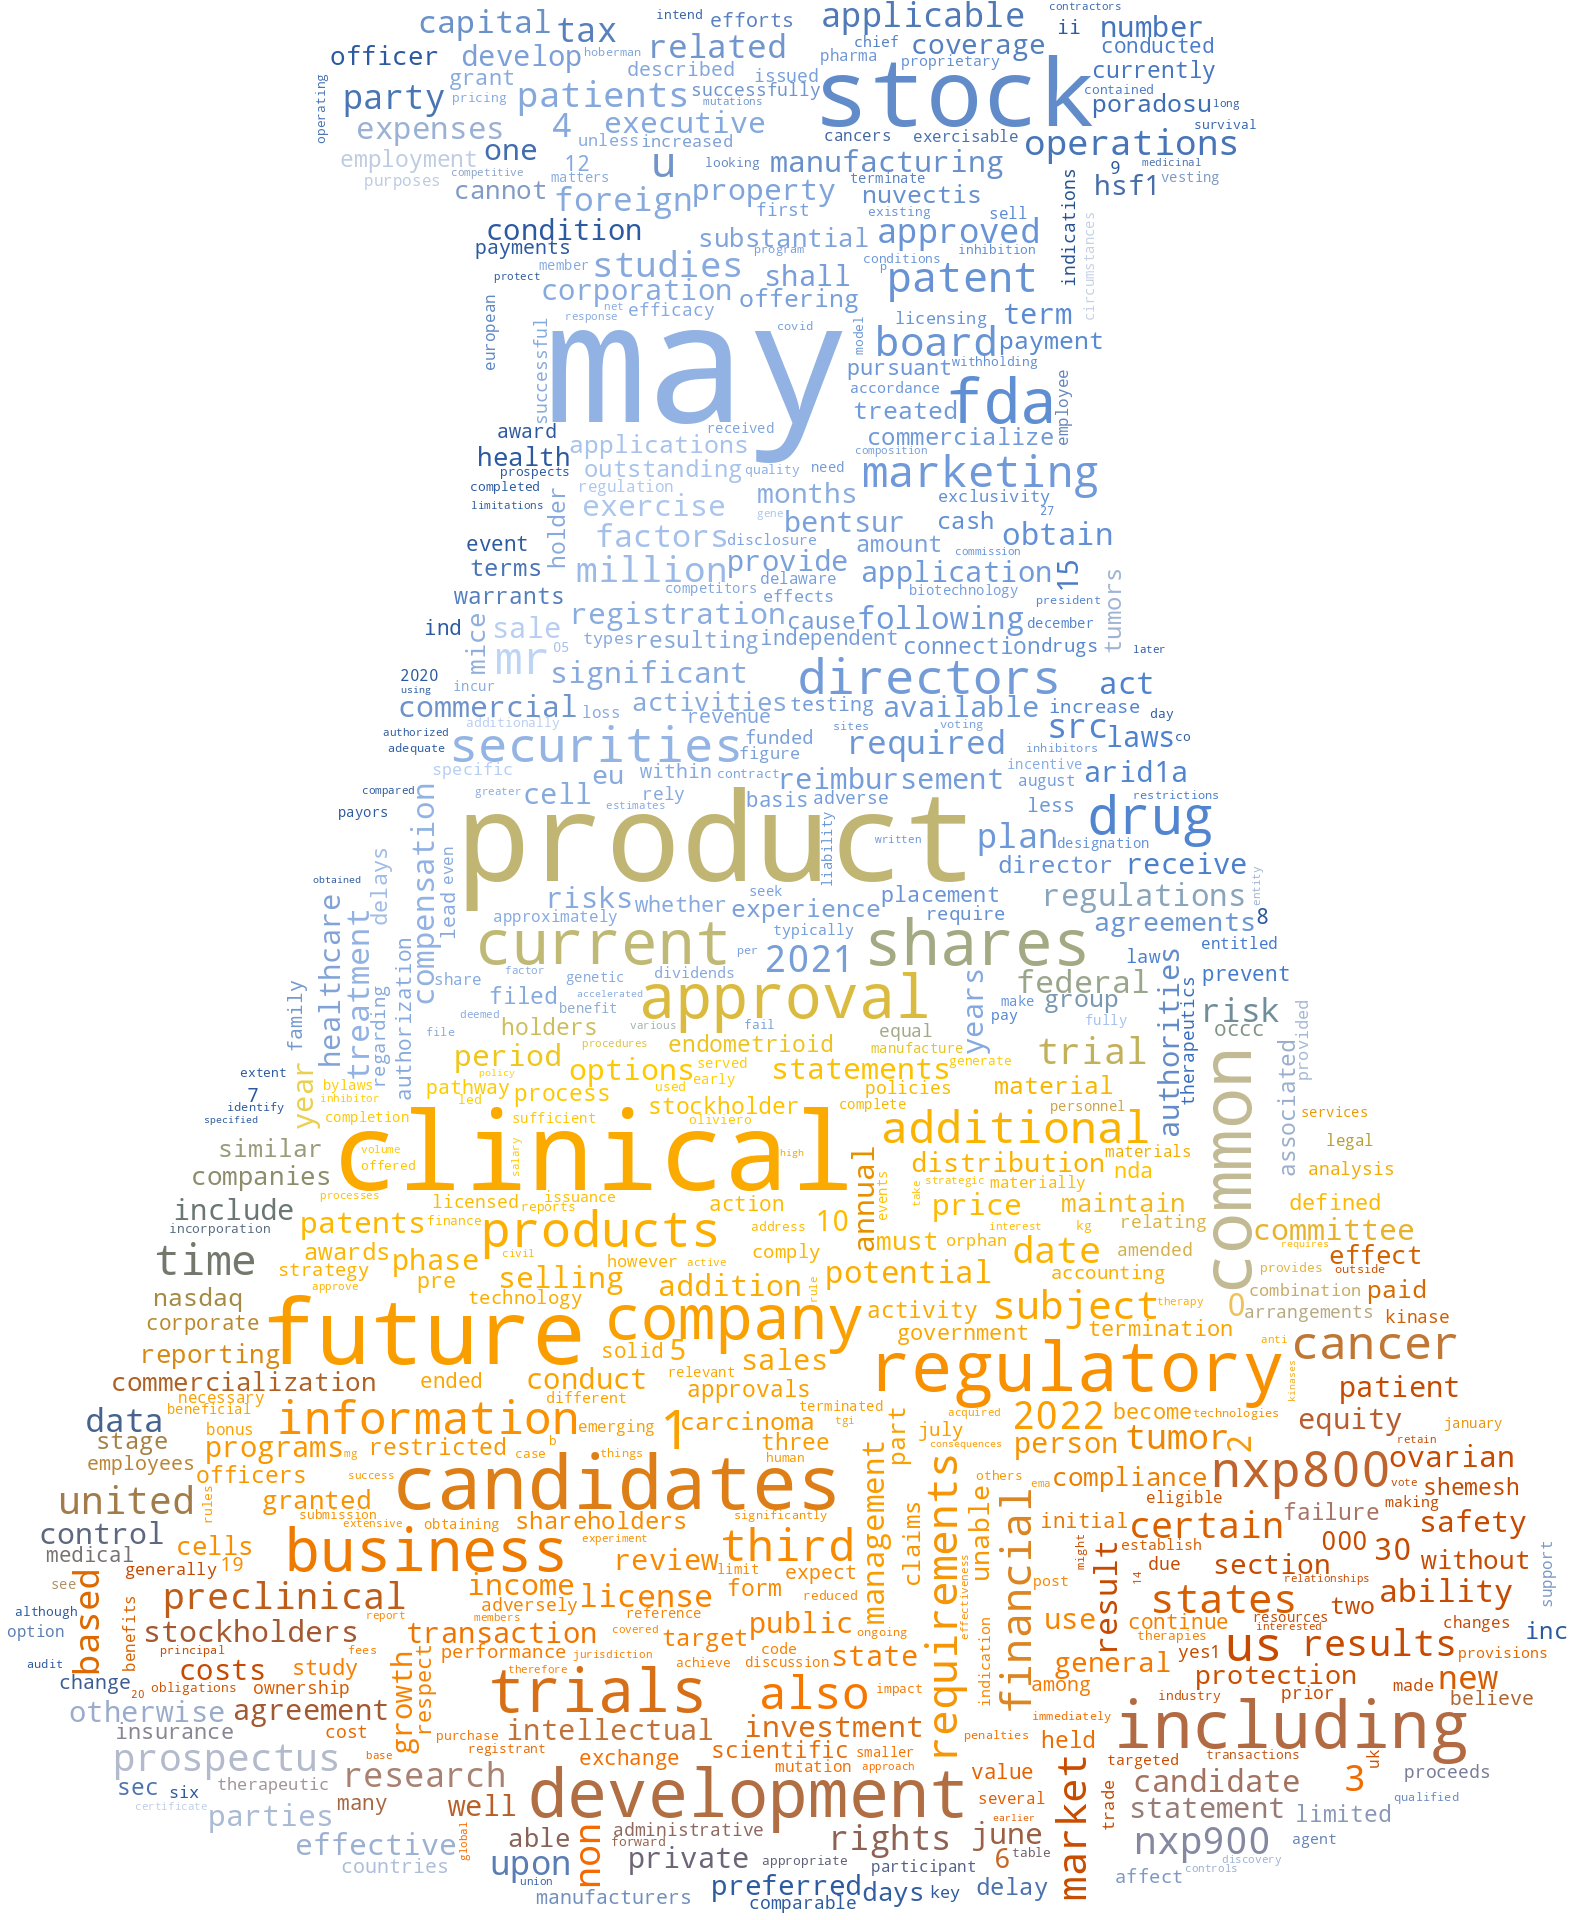 contractors
capital tax intend efforts applicable ii number
officer develop hoberman related chief coverage conducted
grant described issued pharma proprietary currently
operating party pricing patients successfully mutations stock contained poradosu long
expenses 4 executive survival
unless increased cancers exercisable operations
employment one 12 u looking manufacturing medicinal
purposes competitive cannot matters terminate 9 hsf1 vesting
foreign property nuvectis indications
first existing sell
condition substantial approved circumstances
payments program inhibition
protect member studies shall conditions p patent
corporation offering
european response net efficacy licensing term
successful may covid model board payment
pursuant withholding
accordance fda employee
treated
award received commercialize
health applications composition
prospects outstanding quality need marketing
completed regulation
limitations holder exercise months exclusivity
gene bentsur cash 27
factors disclosure obtain
event amount commission
terms million provide application 15
delaware tumors
warrants competitors effects biotechnology
president
ind registration cause following december
mice sale types resulting independent connection drugs
mr 05 later
significant directors act
2020 using incur
commercial loss activities testing available increase day
additionally revenue sites voting src
authorized securities funded required laws co
adequate figure inhibitors
specific eu within contract reimbursement incentive arid1a
compared greater cell rely august
payors estimates basis adverse less restrictions
compensation product liability written plan designation drug
delays lead even director receive
obtained risks seek placement regulations entity
healthcare treatment approximately whether experience require agreements 8
typically
authorization current per 2021 shares law entitled
family regarding share factor genetic dividends federal authorities prevent
filed accelerated approval years make group therapeutics risk
deemed benefit pay
file holders various fail equal fully occc
period procedures endometrioid manufacture trial associated provided
extent policy options served statements generate
7 year bylaws pathway process used early policies material
identify inhibitor led
specified completion sufficient stockholder complete personnel services
oliviero
similar clinical additional common legal
volume salary high
companies offered annual distribution materials analysis
nda
processes licensed issuance events take strategic materially
include reports action price maintain defined
incorporation patents finance products address 10 interest kg relating committee
time awards civil must orphan date amended requires
strategy phase however active comply effect
approve pre selling potential accounting provides outside
nasdaq technology addition rule combination paid
corporate future company activity subject therapy 0 arrangements kinase
government termination
reporting solid 5 sales anti cancer
commercialization ended conduct relevant regulatory kinases
necessary different approvals patient
data beneficial terminated acquired
information emerging 1 carcinoma tgi part july 2022 become technologies equity january
stage bonus
programs mg restricted case b things three management consequences person tumor 2 retain
employees human ovarian
officers success candidates others ema compliance nxp800 vote shemesh
united rules granted claims requirements unable eligible making
submission extensive obtaining shareholders significantly initial failure
control cells experiment third financial certain 000 safety
medical 19 business review limit might establish 30
generally expect effectiveness result due section without
see based preclinical income form reduced post 14 relationships ability support
although benefits report adversely license reference states two
option stockholders members covered public ongoing use continue resources changes inc
principal fees transaction target code indication therapies interested
audit costs performance jurisdiction state yes1 us results provisions
change study therefore achieve discussion general
20 obligations ownership growth respect trials also impact among protection made new
otherwise agreement industry prior believe
insurance cost purchase intellectual investment penalties immediately including
prospectus base registrant exchange scientific smaller held transactions uk
research mutation approach value targeted proceeds
sec six therapeutic market candidate 3
certificate many well development several trade qualified
parties statement limited
earlier
effective global able administrative rights june nxp900 agent
non forward
countries upon private appropriate participant 6 table discovery
union affect controls
manufacturers preferred days key delay
comparable